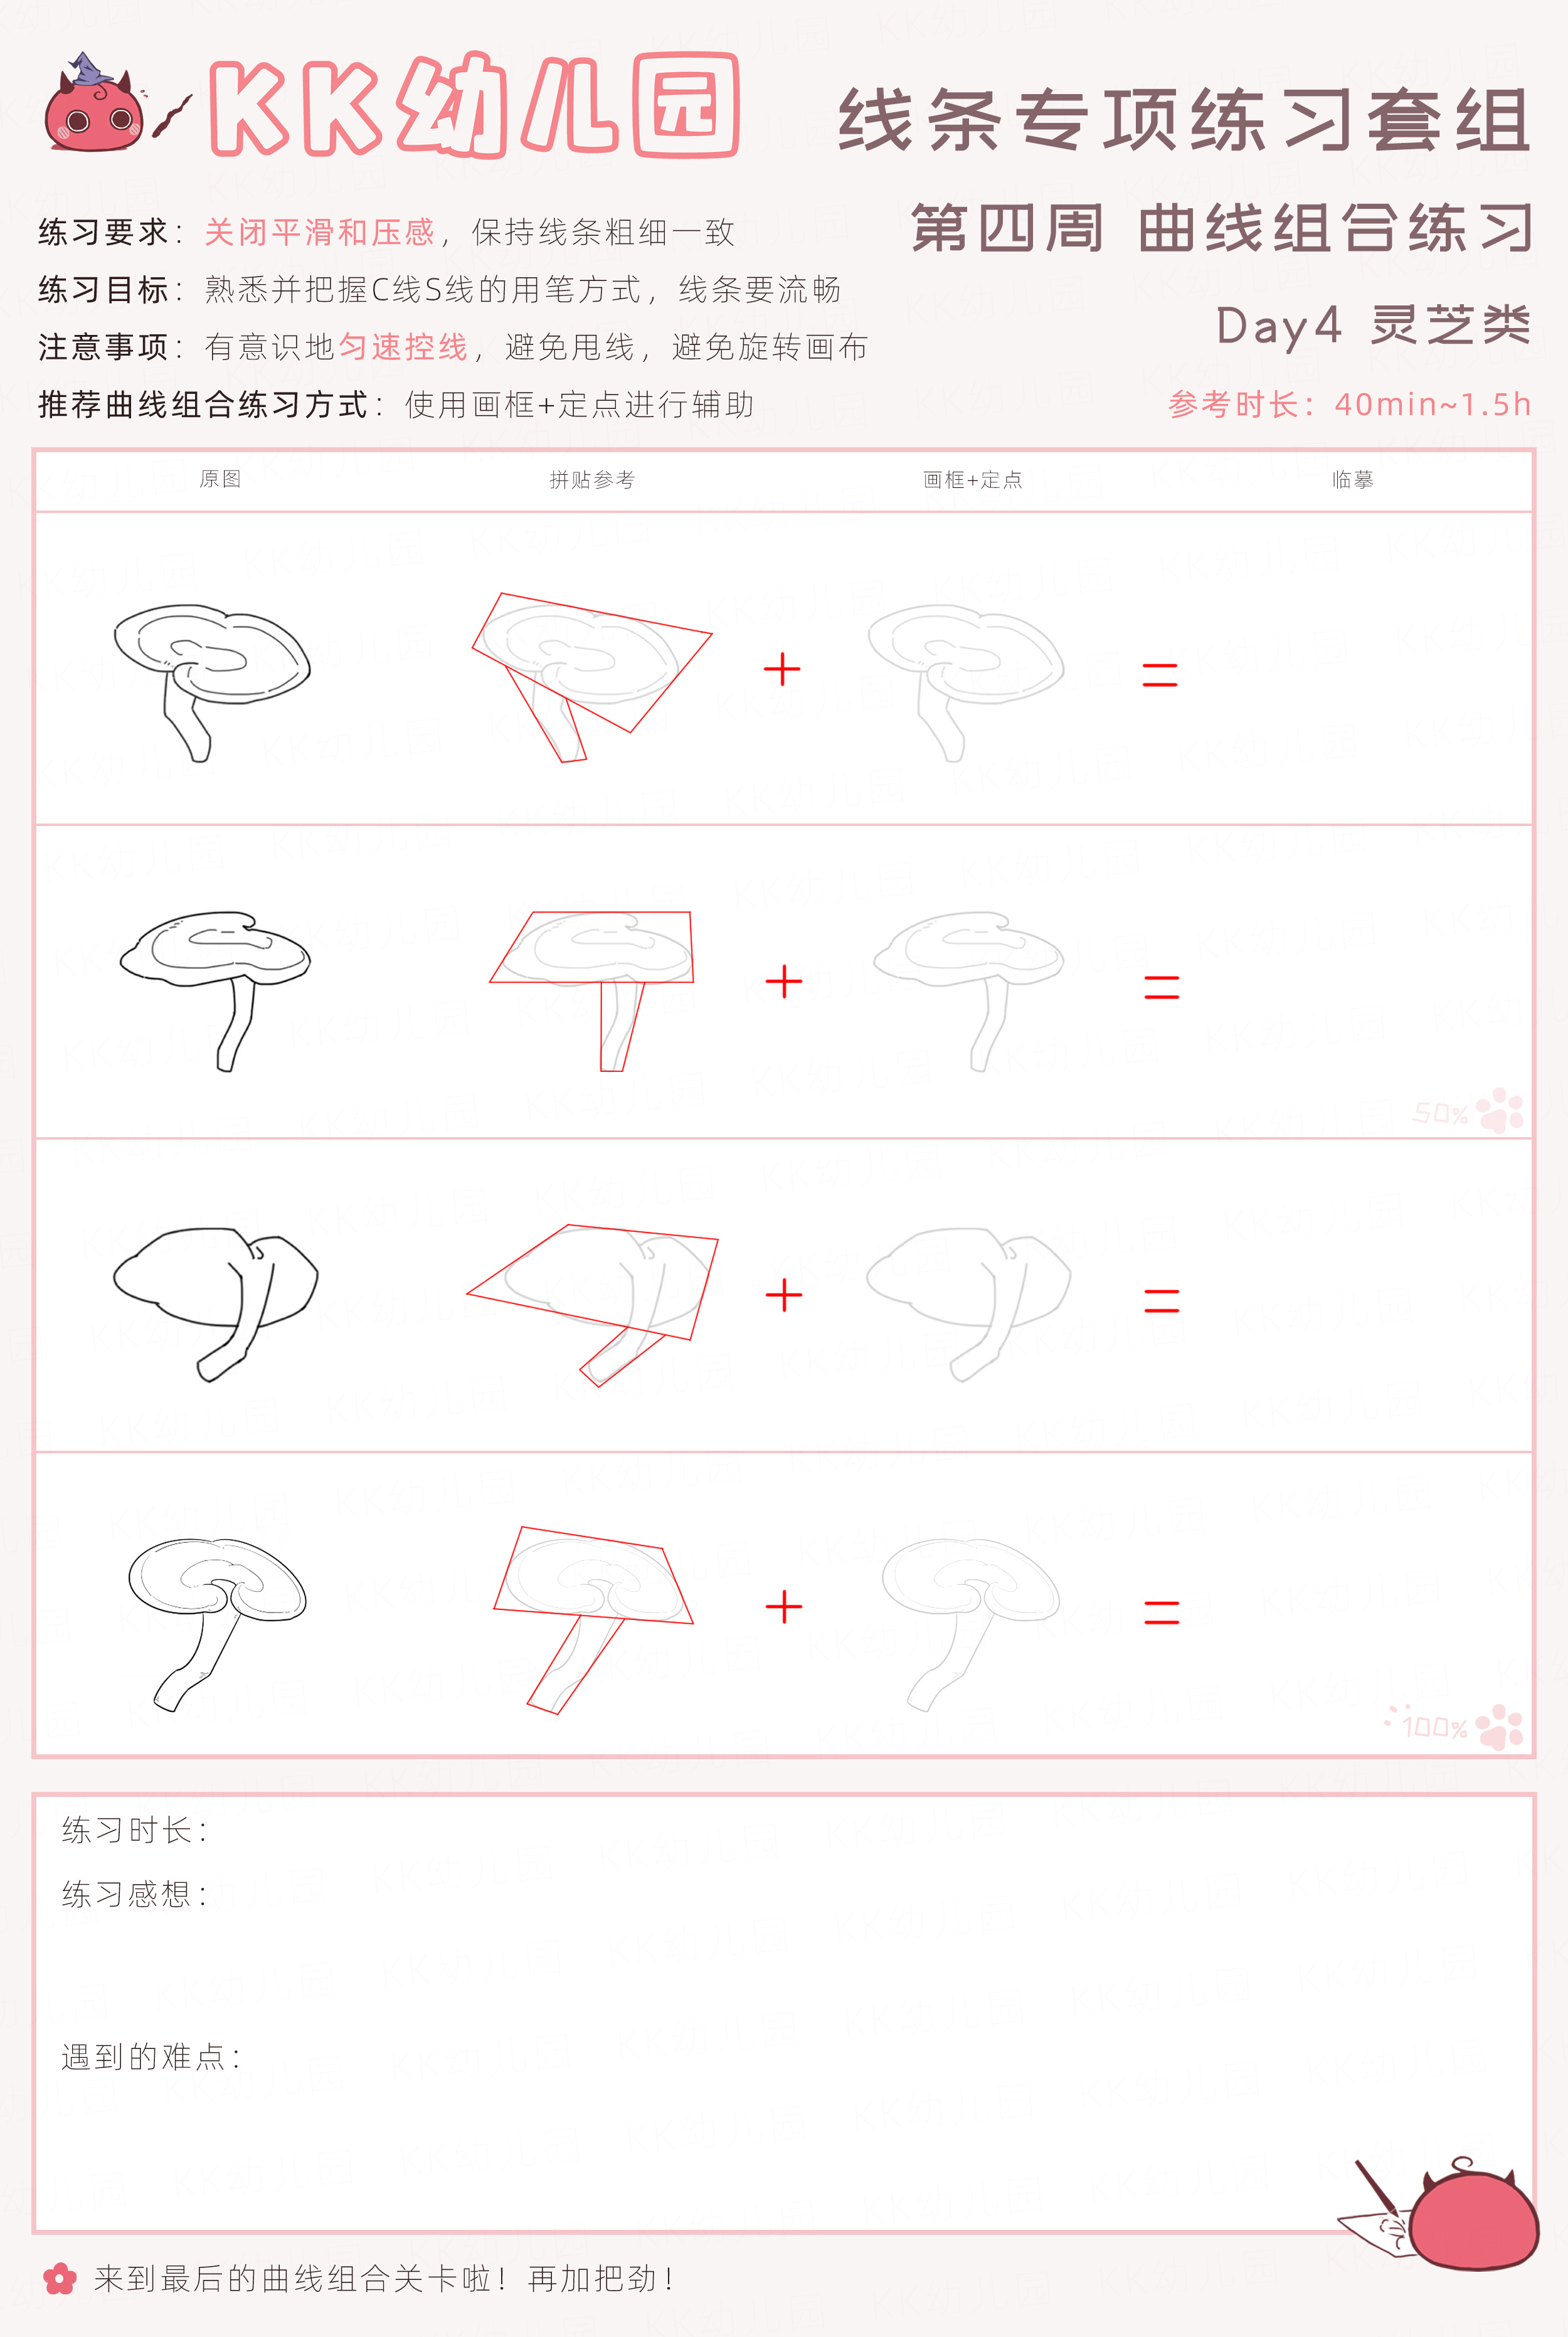 KK幼儿园
线条专项练习套组
第四周 曲线组合练习
Day4 灵芝类
参考时长：40min~1.5h
练习要求：关闭平滑和压感，保持线条粗细一致
练习目标：熟悉并把握C线S线的用笔方式，线条要流畅
注意事项：有意识地匀速控线，避免甩线，避免旋转画布
推荐曲线组合练习方式：使用画框+定点进行辅助
原图 拼贴参考 画框+定点 临摹
+ =
+ =
50%
+ =
+ =
100%
练习时长：
练习感想：
遇到的难点：
来到最后的曲线组合关卡啦！再加把劲！